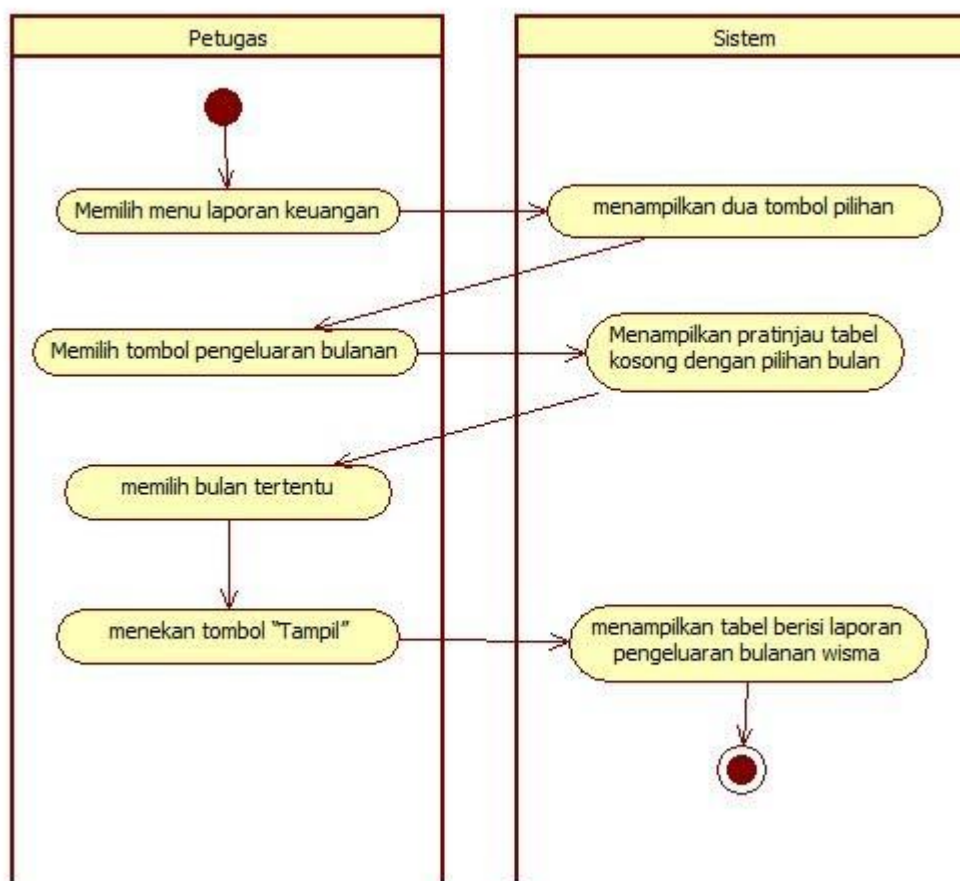 Petugas
Sistem
Memilih menu laporan keuangan
menampilkan dua tombol pilihan
Memilih tombol pengeluaran bulanan
Menampilkan pratinjau tabel
kosong dengan pilihan bulan
memilih bulan tertentu
menekan tombol “Tampil”
menampilkan tabel berisi laporan
pengeluaran bulanan wisma